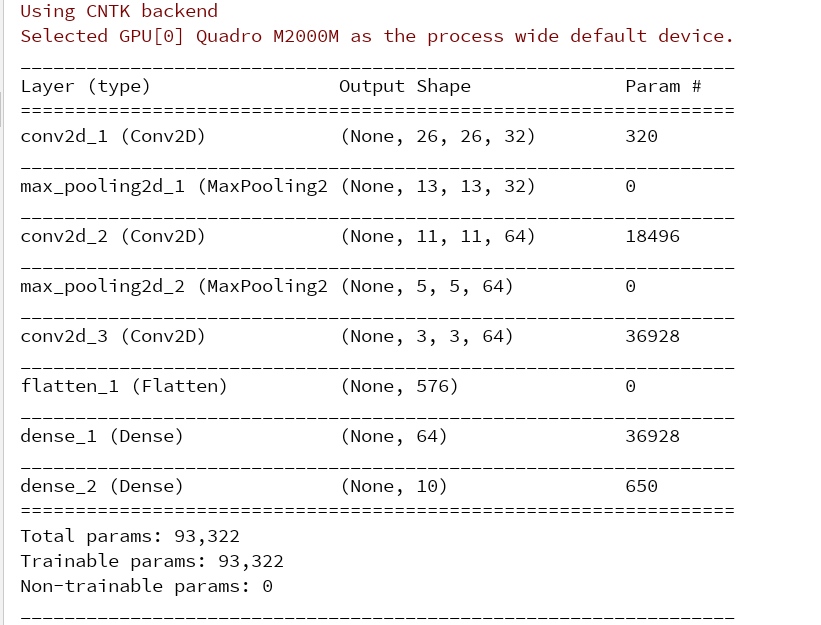 Using CNTK backend
Selected GPU[0] Quadro M2000M as the process wide default device.
_________________________________________________________________
Layer (type)                 Output Shape              Param #
=================================================================
conv2d_1 (Conv2D)            (None, 26, 26, 32)        320
_________________________________________________________________
max_pooling2d_1 (MaxPooling2 (None, 13, 13, 32)        0
_________________________________________________________________
conv2d_2 (Conv2D)            (None, 11, 11, 64)        18496
_________________________________________________________________
max_pooling2d_2 (MaxPooling2 (None, 5, 5, 64)          0
_________________________________________________________________
conv2d_3 (Conv2D)            (None, 3, 3, 64)          36928
_________________________________________________________________
flatten_1 (Flatten)          (None, 576)               0
_________________________________________________________________
dense_1 (Dense)              (None, 64)                36928
_________________________________________________________________
dense_2 (Dense)              (None, 10)                650
=================================================================
Total params: 93,322
Trainable params: 93,322
Non-trainable params: 0
_________________________________________________________________